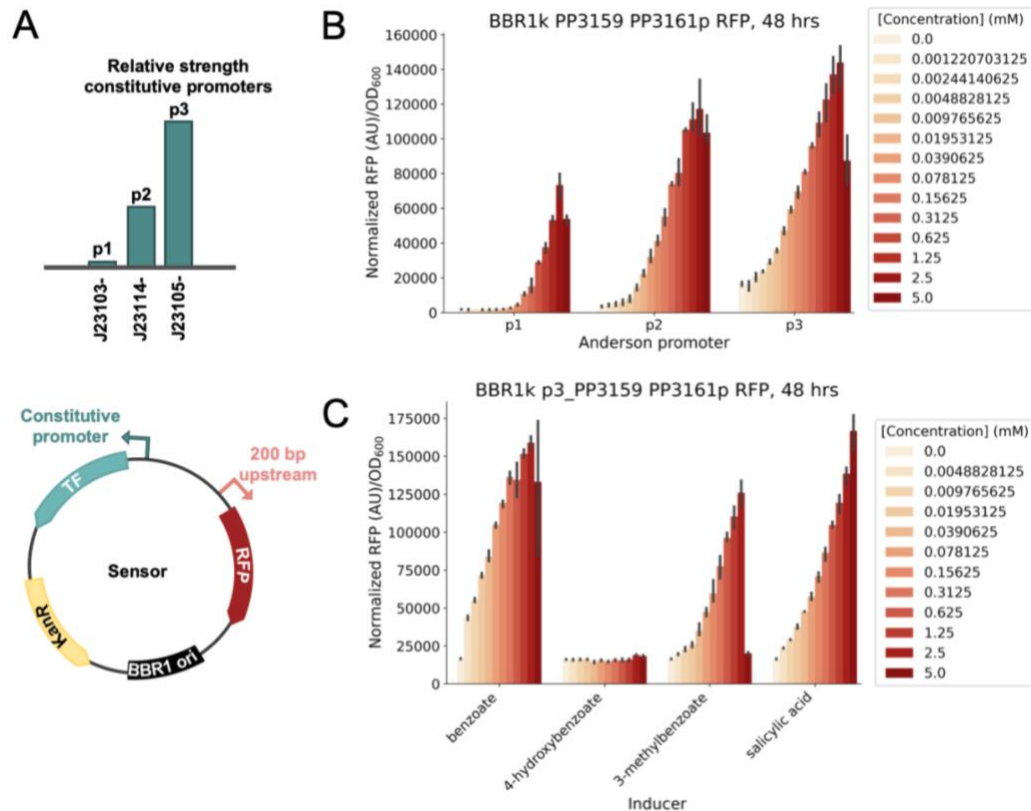 A
Relative strength
constitutive promoters
p3
p2
p1
J23103-
J23114-
J23105-
Constitutive
promoter
200 bp
upstream
TF
RFP
Sensor
KanR
BBR1 ori
B
BBR1k PP3159 PP3161p RFP, 48 hrs
Normalized RFP (AU)/OD600
160000
140000
120000
100000
80000
60000
40000
20000
0
p1
p2
p3
Anderson promoter
[Concentration] (mM)
0.0
0.001220703125
0.00244140625
0.0048828125
0.009765625
0.01953125
0.0390625
0.078125
0.15625
0.3125
0.625
1.25
2.5
5.0
C
BBR1k p3_PP3159 PP3161p RFP, 48 hrs
Normalized RFP (AU)/OD600
175000
150000
125000
100000
75000
50000
25000
0
benzoate
4-hydroxybenzoate
3-methylbenzoate
salicylic acid
Inducer
[Concentration] (mM)
0.0
0.0048828125
0.009765625
0.01953125
0.0390625
0.078125
0.15625
0.3125
0.625
1.25
2.5
5.0